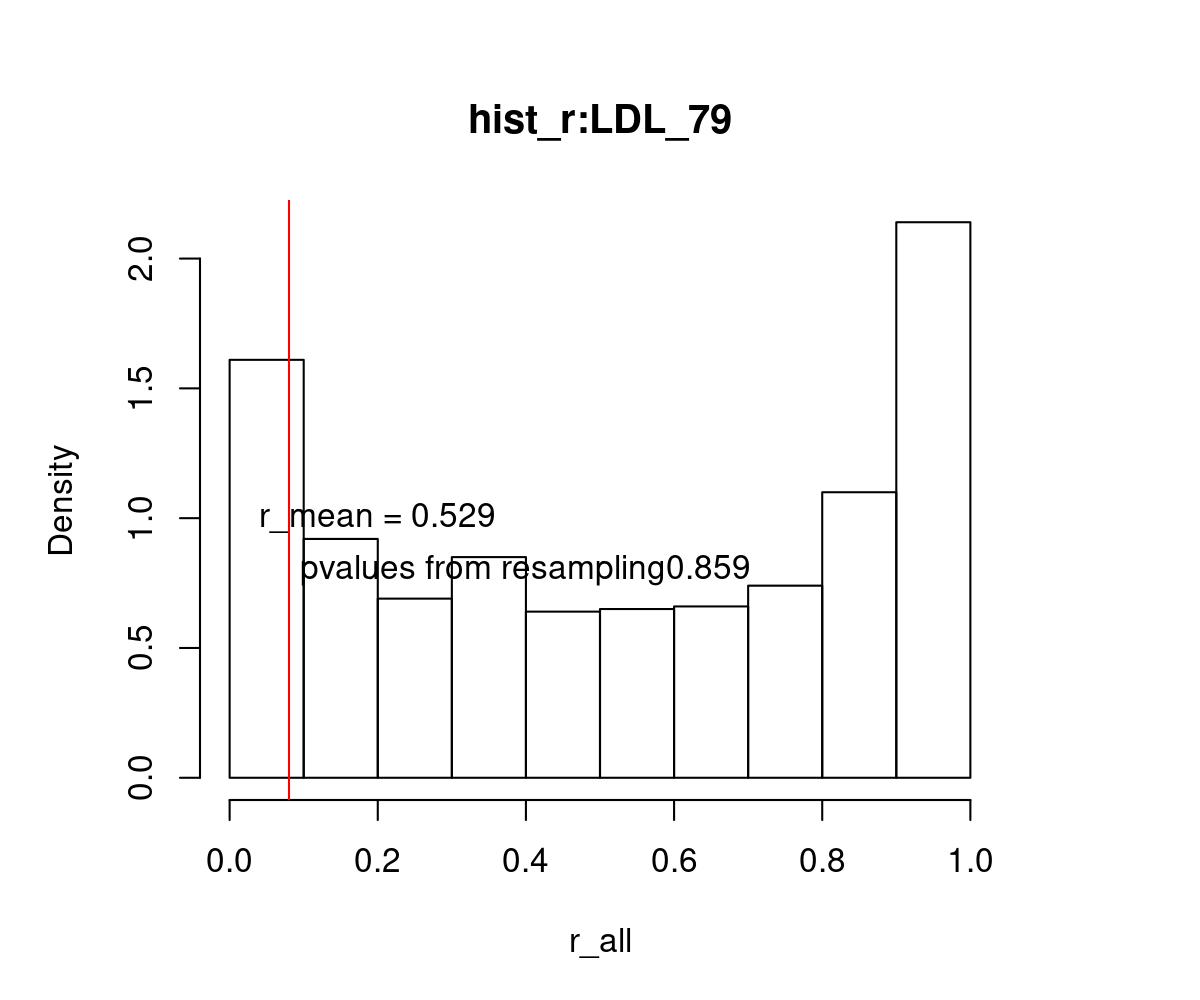 hist_r:LDL_79
2.0
1.5
1.0
0.5
0.0
Density
r_mean = 0.529
pvalues from resampling0.859
0.0 0.2 0.4 0.6 0.8 1.0
r_all